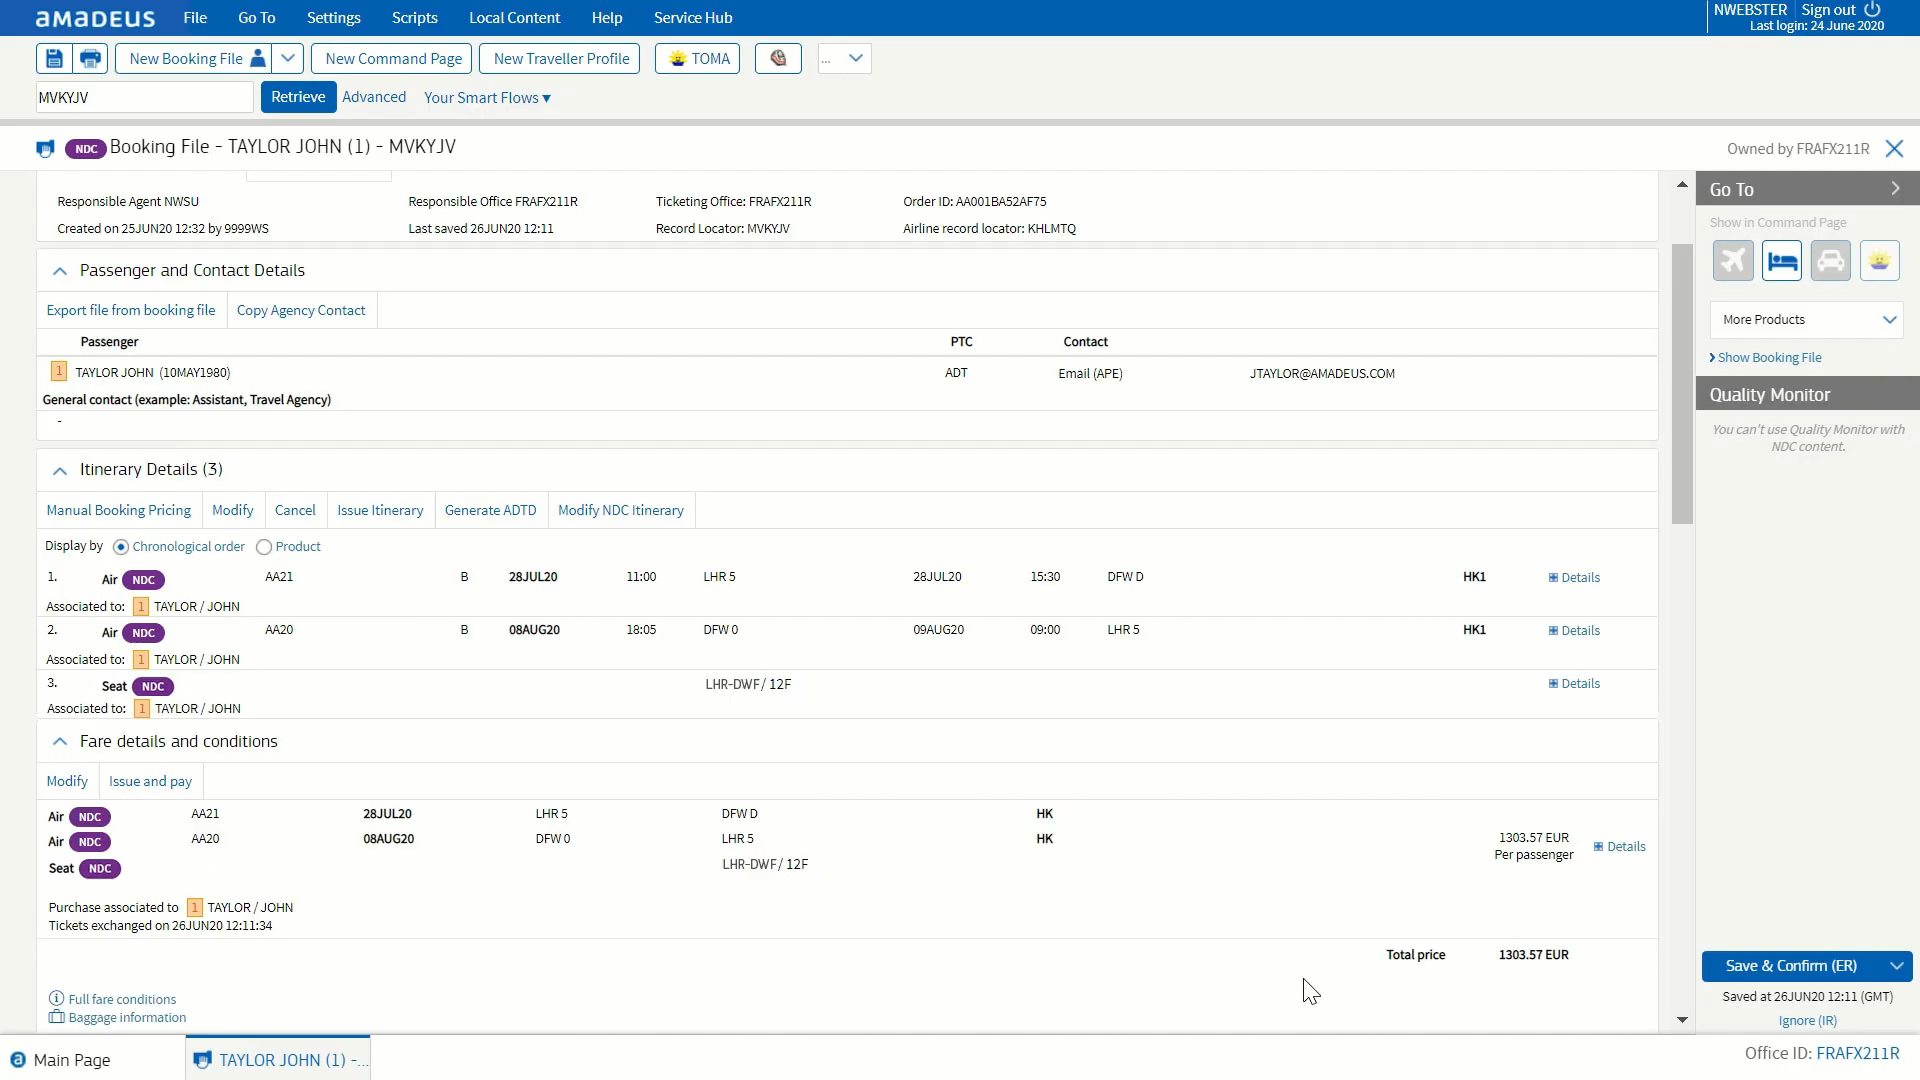 amadeus File Go To Settings Scripts Local Content Help Service Hub NWEBSTER Sign out
Last login: 24 June 2020
New Booking File New Command Page New Traveller Profile TOMA ...
MVKYJV Retrieve Advanced Your Smart Flows ▾
NDC Booking File - TAYLOR JOHN (1) - MVKYJV Owned by FRAFX211R
Responsible Agent NWSU Responsible Office FRAFX211R Ticketing Office: FRAFX211R Order ID: AA001BA52AF75
Created on 25JUN20 12:32 by 9999WS Last saved 26JUN20 12:11 Record Locator: MVKYJV Airline record locator: KHLMTQ
Passenger and Contact Details
Export file from booking file Copy Agency Contact
Passenger PTC Contact
1 TAYLOR JOHN (10MAY1980) ADT Email (APE) JTAYLOR@AMADEUS.COM
General contact (example: Assistant, Travel Agency)
-
Itinerary Details (3)
Manual Booking Pricing Modify Cancel Issue Itinerary Generate ADTD Modify NDC Itinerary
Display by Chronological order Product
1. Air NDC AA21 B 28JUL20 11:00 LHR 5 28JUL20 15:30 DFW D HK1 Details
Associated to: 1 TAYLOR / JOHN
2. Air NDC AA20 B 08AUG20 18:05 DFW 0 09AUG20 09:00 LHR 5 HK1 Details
Associated to: 1 TAYLOR / JOHN
3. Seat NDC LHR-DWF/ 12F Details
Associated to: 1 TAYLOR / JOHN
Fare details and conditions
Modify Issue and pay
Air NDC AA21 28JUL20 LHR 5 DFW D HK
Air NDC AA20 08AUG20 DFW 0 LHR 5 HK 1303.57 EUR
Per passenger Details
Seat NDC LHR-DWF/ 12F
Purchase associated to 1 TAYLOR / JOHN
Tickets exchanged on 26JUN20 12:11:34
Total price 1303.57 EUR
Full fare conditions
Baggage information
Go To
Show in Command Page
More Products
Show Booking File
Quality Monitor
You can't use Quality Monitor with
NDC content.
Save & Confirm (ER)
Saved at 26JUN20 12:11 (GMT)
Ignore (IR)
a Main Page TAYLOR JOHN (1) -... Office ID: FRAFX211R